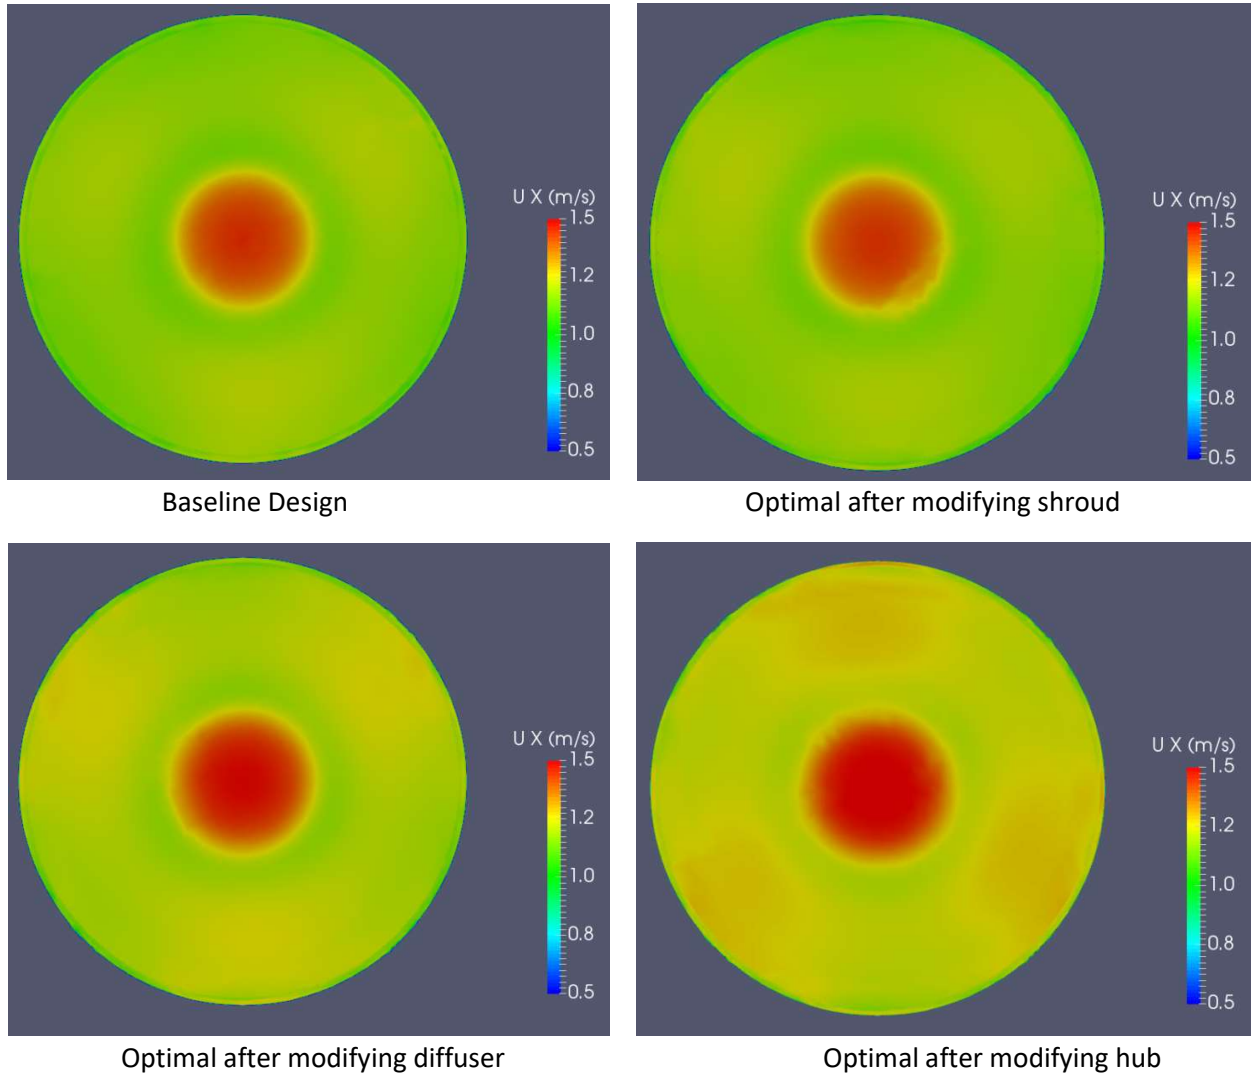 U X (m/s)
1.5
1.2
1.0
0.8
0.5
Baseline Design
U X (m/s)
1.5
1.2
1.0
0.8
0.5
Optimal after modifying shroud
U X (m/s)
1.5
1.2
1.0
0.8
0.5
Optimal after modifying diffuser
U X (m/s)
1.5
1.2
1.0
0.8
0.5
Optimal after modifying hub